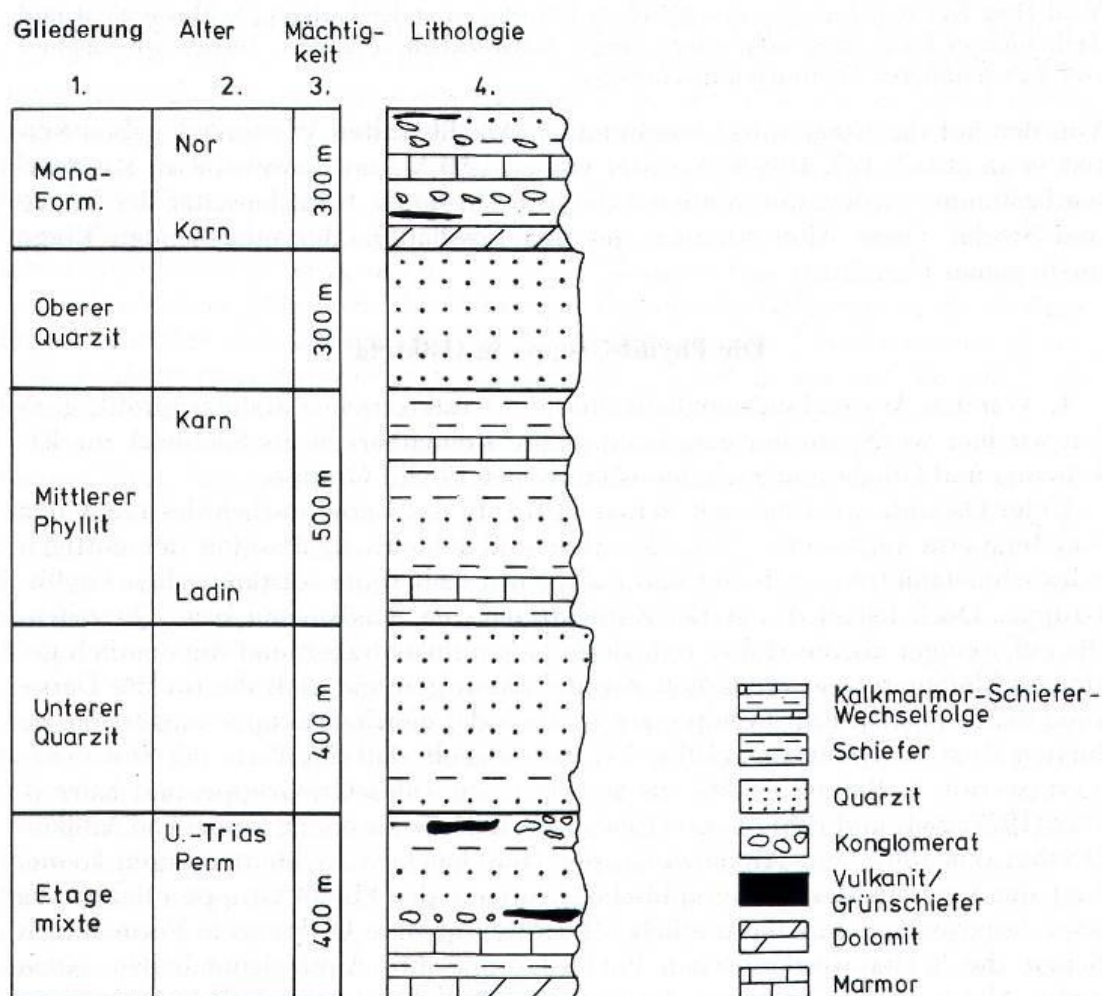 Gliederung Alter Mächtig- Lithologie
keit
1. 2. 3. 4.
Mana-
Form.
Nor
Karn
300 m
Oberer
Quarzit
300 m
Mittlerer
Phyllit
Karn
Ladin
500 m
Unterer
Quarzit
400 m
Etage
mixte
U.-Trias
Perm
400 m
Kalkmarmor-Schiefer-
Wechselfolge
Schiefer
Quarzit
Konglomerat
Vulkanit/
Grünschiefer
Dolomit
Marmor